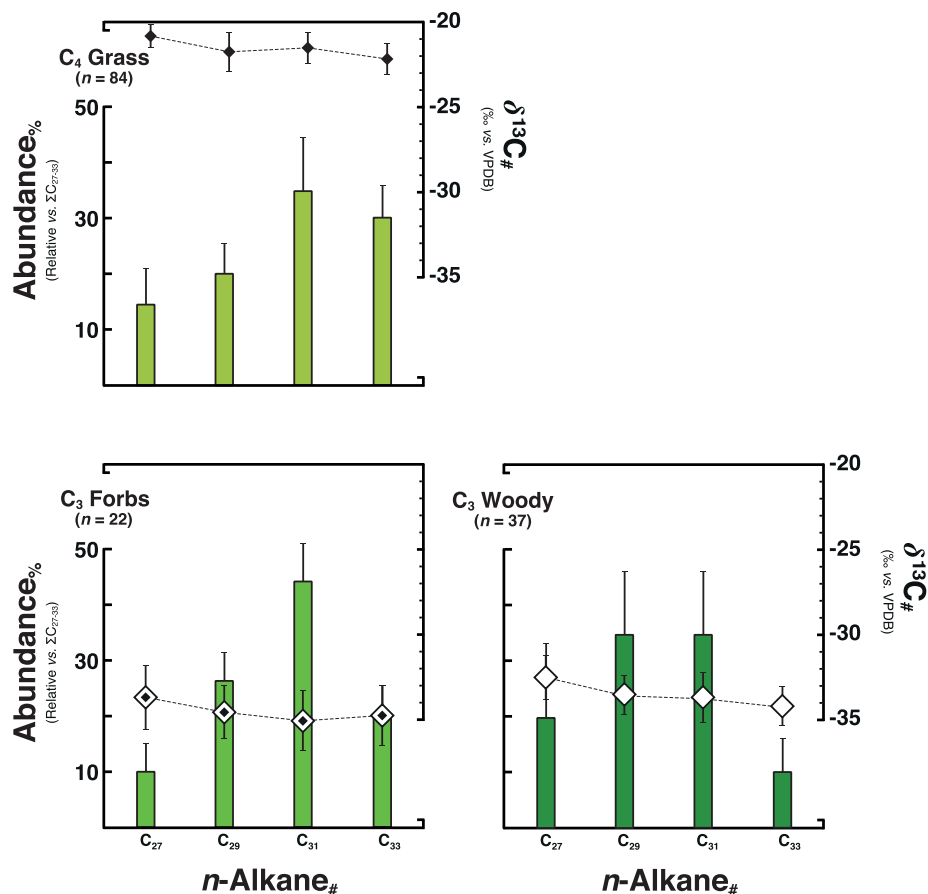 C₄ Grass
(n = 84)
50
30
10
Abundance%
(Relative vs. ΣC₂₇₋₃₃)
-20
-25
-30
-35
δ¹³C#
(‰ vs. VPDB)
C₃ Forbs
(n = 22)
50
30
10
Abundance%
(Relative vs. ΣC₂₇₋₃₃)
C₂₇ C₂₉ C₃₁ C₃₃
n-Alkane#
C₃ Woody
(n = 37)
-20
-25
-30
-35
δ¹³C#
(‰ vs. VPDB)
C₂₇ C₂₉ C₃₁ C₃₃
n-Alkane#